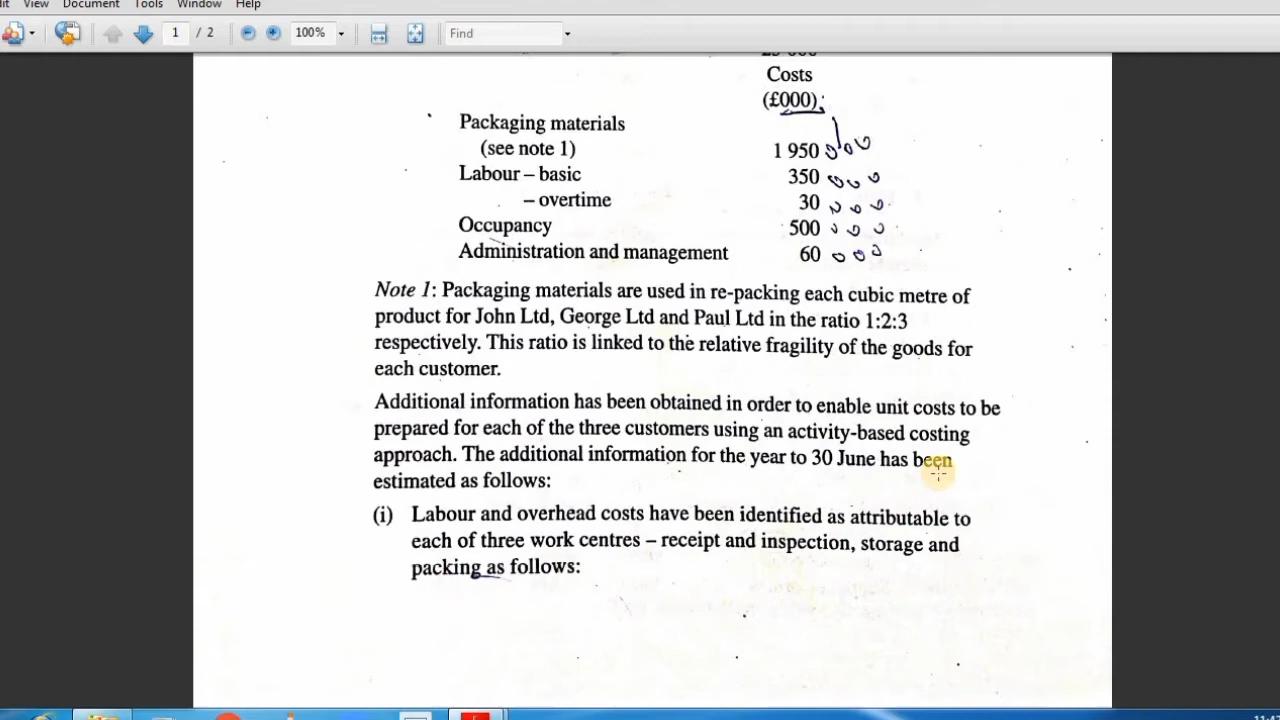 dit View Document Tools Window Help
1 / 2 100% Find
Costs
(£000)
Packaging materials
(see note 1) 1 950 000
Labour – basic 350 000
– overtime 30 000
Occupancy 500 000
Administration and management 60 000
Note 1: Packaging materials are used in re-packing each cubic metre of
product for John Ltd, George Ltd and Paul Ltd in the ratio 1:2:3
respectively. This ratio is linked to the relative fragility of the goods for
each customer.
Additional information has been obtained in order to enable unit costs to be
prepared for each of the three customers using an activity-based costing
approach. The additional information for the year to 30 June has been
estimated as follows:
(i) Labour and overhead costs have been identified as attributable to
each of three work centres – receipt and inspection, storage and
packing as follows: